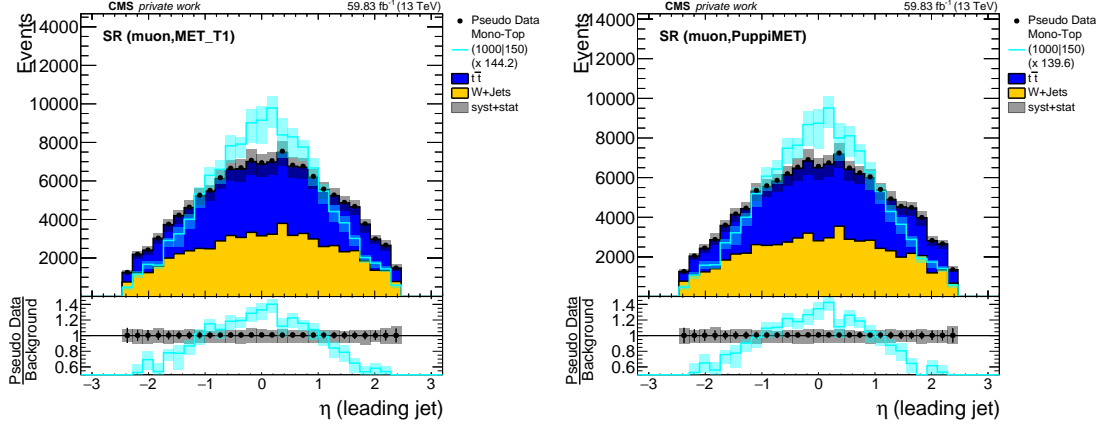 CMS private work 59.83 fb⁻¹ (13 TeV)
Events
14000
12000
10000
8000
6000
4000
2000
SR (muon,MET_T1)
Pseudo Data
Mono-Top
(1000|150)
(x 144.2)
tt̅
W+Jets
syst+stat
Pseudo Data
Background
1.4
1.2
1
0.8
0.6
−3 −2 −1 0 1 2 3
η (leading jet)
CMS private work 59.83 fb⁻¹ (13 TeV)
Events
14000
12000
10000
8000
6000
4000
2000
SR (muon,PuppiMET)
Pseudo Data
Mono-Top
(1000|150)
(x 139.6)
tt̅
W+Jets
syst+stat
Pseudo Data
Background
1.4
1.2
1
0.8
0.6
−3 −2 −1 0 1 2 3
η (leading jet)